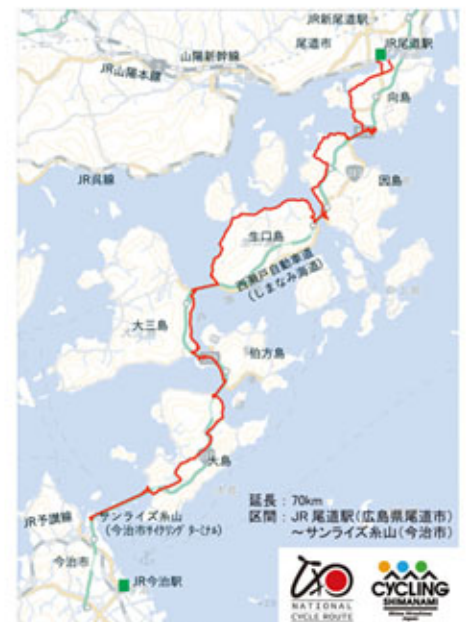 JR新尾道駅
尾道市
JR尾道駅
山陽新幹線
JR山陽本線
向島
JR呉線
因島
生口島
西瀬戸自動車道
(しまなみ海道)
大三島
伯方島
大島
延長：70km
区間：JR尾道駅(広島県尾道市)
～サンライズ糸山(今治市)
JR予讃線
サンライズ糸山
(今治市サイクリング ターミナル)
今治市
JR今治駅
NATIONAL
CYCLE ROUTE
CYCLING
SHIMANAMI
Japan